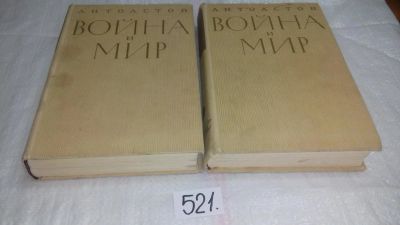 Л·Н·ТОЛСТОЙ
ВОЙНА
и
МИР
Л·Н·ТОЛСТОЙ
ВОЙНА
и
МИР
521.